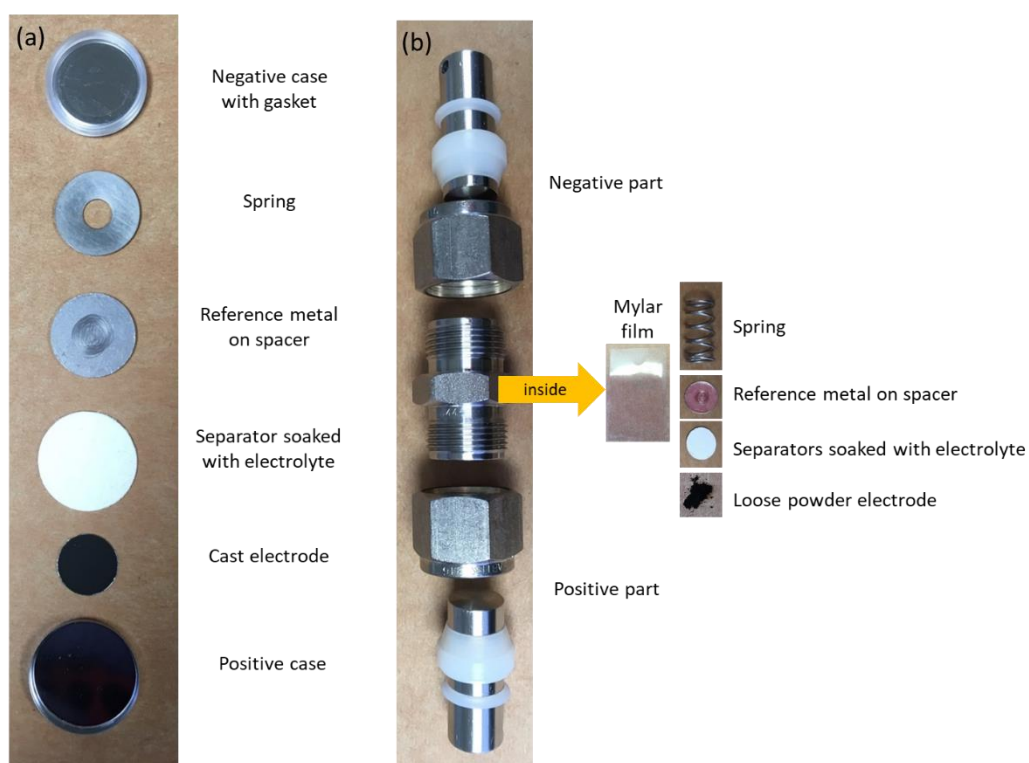 (a)
Negative case
with gasket
Spring
Reference metal
on spacer
Separator soaked
with electrolyte
Cast electrode
Positive case
(b)
Negative part
inside
Mylar
film
Spring
Reference metal on spacer
Separators soaked with electrolyte
Loose powder electrode
Positive part